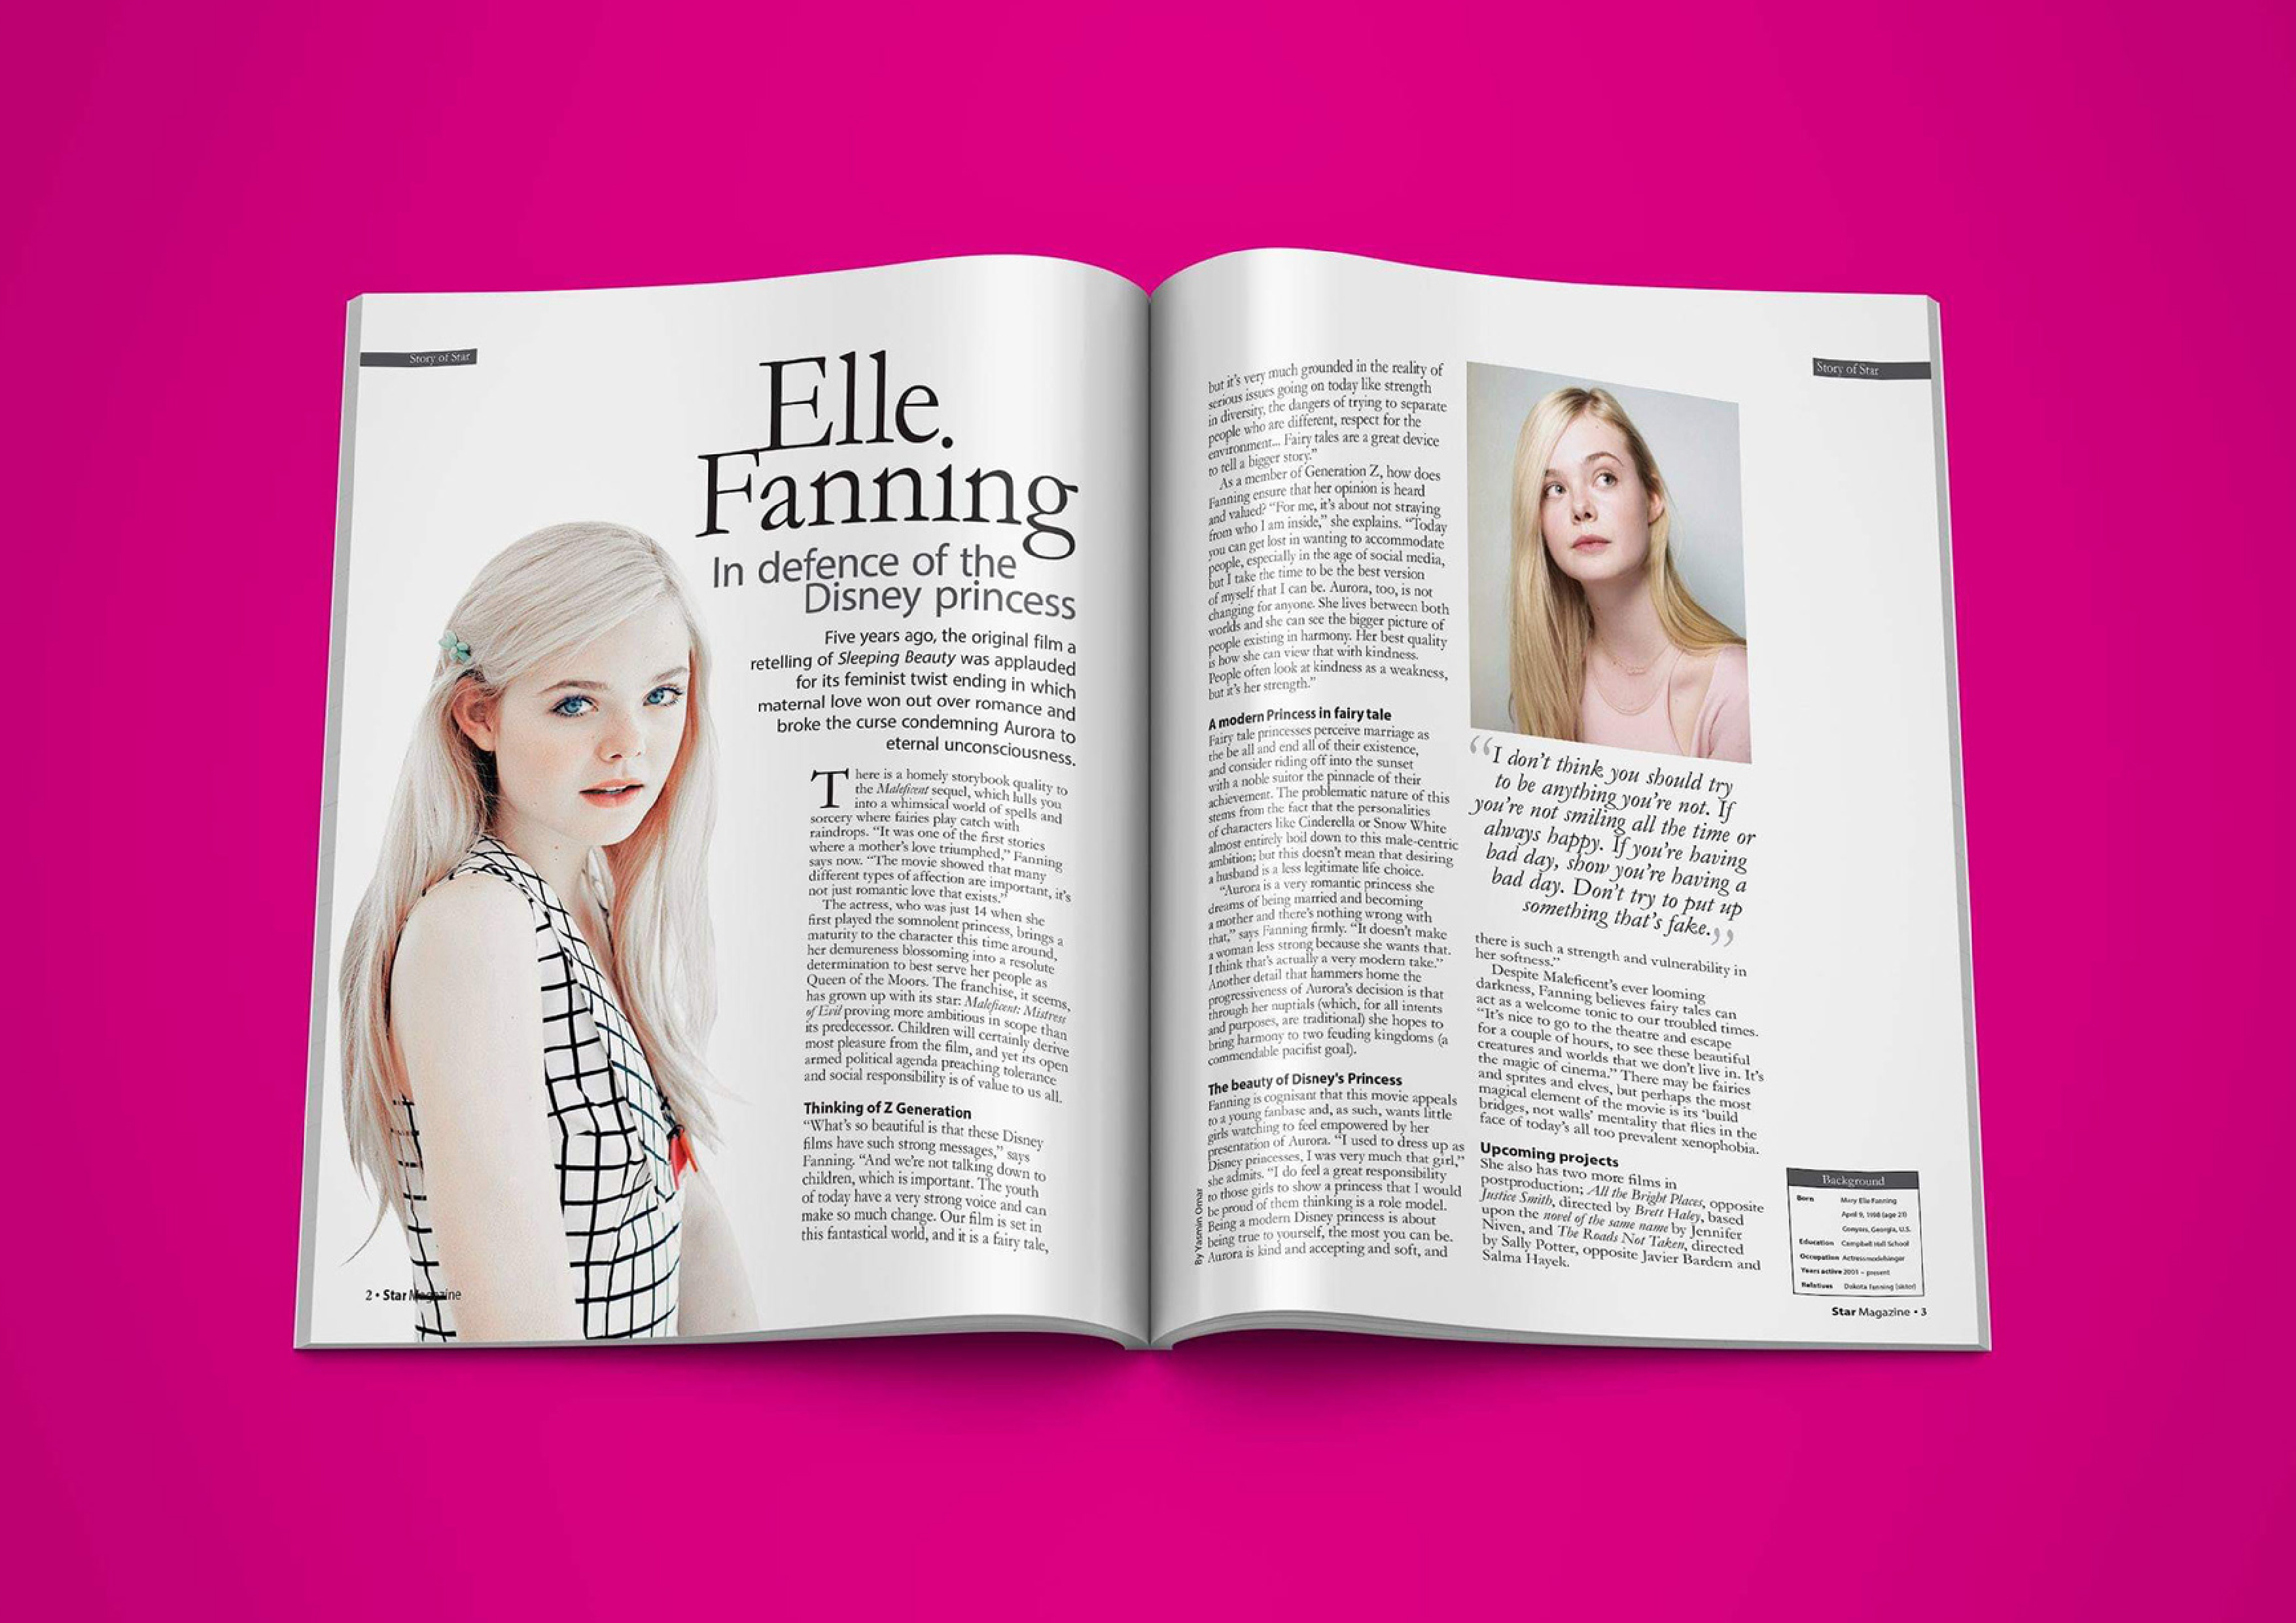 Story of Star
Elle.
Fanning
In defence of the
Disney princess
Five years ago, the original film a
retelling of Sleeping Beauty was applauded
for its feminist twist ending in which
maternal love won out over romance and
broke the curse condemning Aurora to
eternal unconsciousness.
There is a homely storybook quality to
the Maleficent sequel, which lulls you
into a whimsical world of spells and
sorcery where fairies play catch with
raindrops. “It was one of the first stories
where a mother’s love triumphed,” Fanning
says now. “The movie showed that many
different types of affection are important, it’s
not just romantic love that exists.”
The actress, who was just 14 when she
first played the somnolent princess, brings a
maturity to the character this time around,
her demureness blossoming into a resolute
determination to best serve her people as
Queen of the Moors. The franchise, it seems,
has grown up with its star: Maleficent: Mistress
of Evil proving more ambitious in scope than
its predecessor. Children will certainly derive
most pleasure from the film, and yet its open
armed political agenda preaching tolerance
and social responsibility is of value to us all.
Thinking of Z Generation
“What’s so beautiful is that these Disney
films have such strong messages,” says
Fanning. “And we’re not talking down to
children, which is important. The youth
of today have a very strong voice and can
make so much change. Our film is set in
this fantastical world, and it is a fairy tale,
2 • Star Magazine
but it’s very much grounded in the reality of
serious issues going on today like strength
in diversity, the dangers of trying to separate
people who are different, respect for the
environment... Fairy tales are a great device
to tell a bigger story.”
As a member of Generation Z, how does
Fanning ensure that her opinion is heard
and valued? “For me, it’s about not straying
from who I am inside,” she explains. “Today
you can get lost in wanting to accommodate
people, especially in the age of social media,
but I take the time to be the best version
of myself that I can be. Aurora, too, is not
changing for anyone. She lives between both
worlds and she can see the bigger picture of
people existing in harmony. Her best quality
is how she can view that with kindness.
People often look at kindness as a weakness,
but it’s her strength.”
A modern Princess in fairy tale
Fairy tale princesses perceive marriage as
the be all and end all of their existence,
and consider riding off into the sunset
with a noble suitor the pinnacle of their
achievement. The problematic nature of this
stems from the fact that the personalities
of characters like Cinderella or Snow White
almost entirely boil down to this male-centric
ambition; but this doesn’t mean that desiring
a husband is a less legitimate life choice.
“Aurora is a very romantic princess she
dreams of being married and becoming
a mother and there’s nothing wrong with
that,” says Fanning firmly. “It doesn’t make
a woman less strong because she wants that.
I think that’s actually a very modern take.”
Another detail that hammers home the
progressiveness of Aurora’s decision is that
through her nuptials (which, for all intents
and purposes, are traditional) she hopes to
bring harmony to two feuding kingdoms (a
commendable pacifist goal).
The beauty of Disney's Princess
Fanning is cognisant that this movie appeals
to a young fanbase and, as such, wants little
girls watching to feel empowered by her
presentation of Aurora. “I used to dress up as
Disney princesses, I was very much that girl,”
she admits. “I do feel a great responsibility
to those girls to show a princess that I would
be proud of them thinking is a role model.
Being a modern Disney princess is about
being true to yourself, the most you can be.
Aurora is kind and accepting and soft, and
By Yasmin Omar
“I don’t think you should try
to be anything you’re not. If
you’re not smiling all the time or
always happy. If you’re having
bad day, show you’re having a
bad day. Don’t try to put up
something that’s fake.”
there is such a strength and vulnerability in
her softness.”
Despite Maleficent’s ever looming
darkness, Fanning believes fairy tales can
act as a welcome tonic to our troubled times.
“It’s nice to go to the theatre and escape
for a couple of hours, to see these beautiful
creatures and worlds that we don’t live in. It’s
the magic of cinema.” There may be fairies
and sprites and elves, but perhaps the most
magical element of the movie is its ‘build
bridges, not walls’ mentality that flies in the
face of today’s all too prevalent xenophobia.
Upcoming projects
She also has two more films in
postproduction; All the Bright Places, opposite
Justice Smith, directed by Brett Haley, based
upon the novel of the same name by Jennifer
Niven, and The Roads Not Taken, directed
by Sally Potter, opposite Javier Bardem and
Salma Hayek.
Story of Star
Background
Born Mary Elle Fanning
April 9, 1998 (age 21)
Conyers, Georgia, U.S.
Education Campbell Hall School
Occupation Actressmodelsinger
Years active 2001 – present
Relatives Dakota Fanning (sister)
Star Magazine • 3